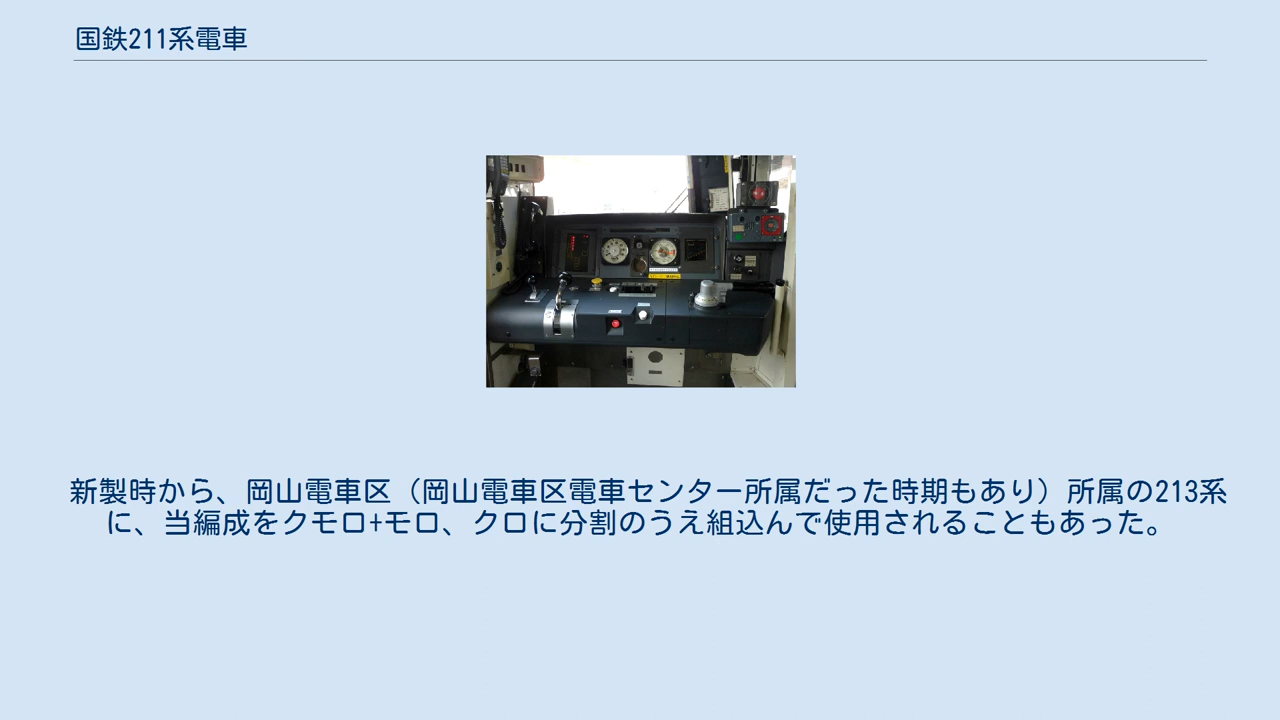 国鉄211系電車
新製時から、岡山電車区（岡山電車区電車センター所属だった時期もあり）所属の213系
に、当編成をクモロ+モロ、クロに分割のうえ組込んで使用されることもあった。